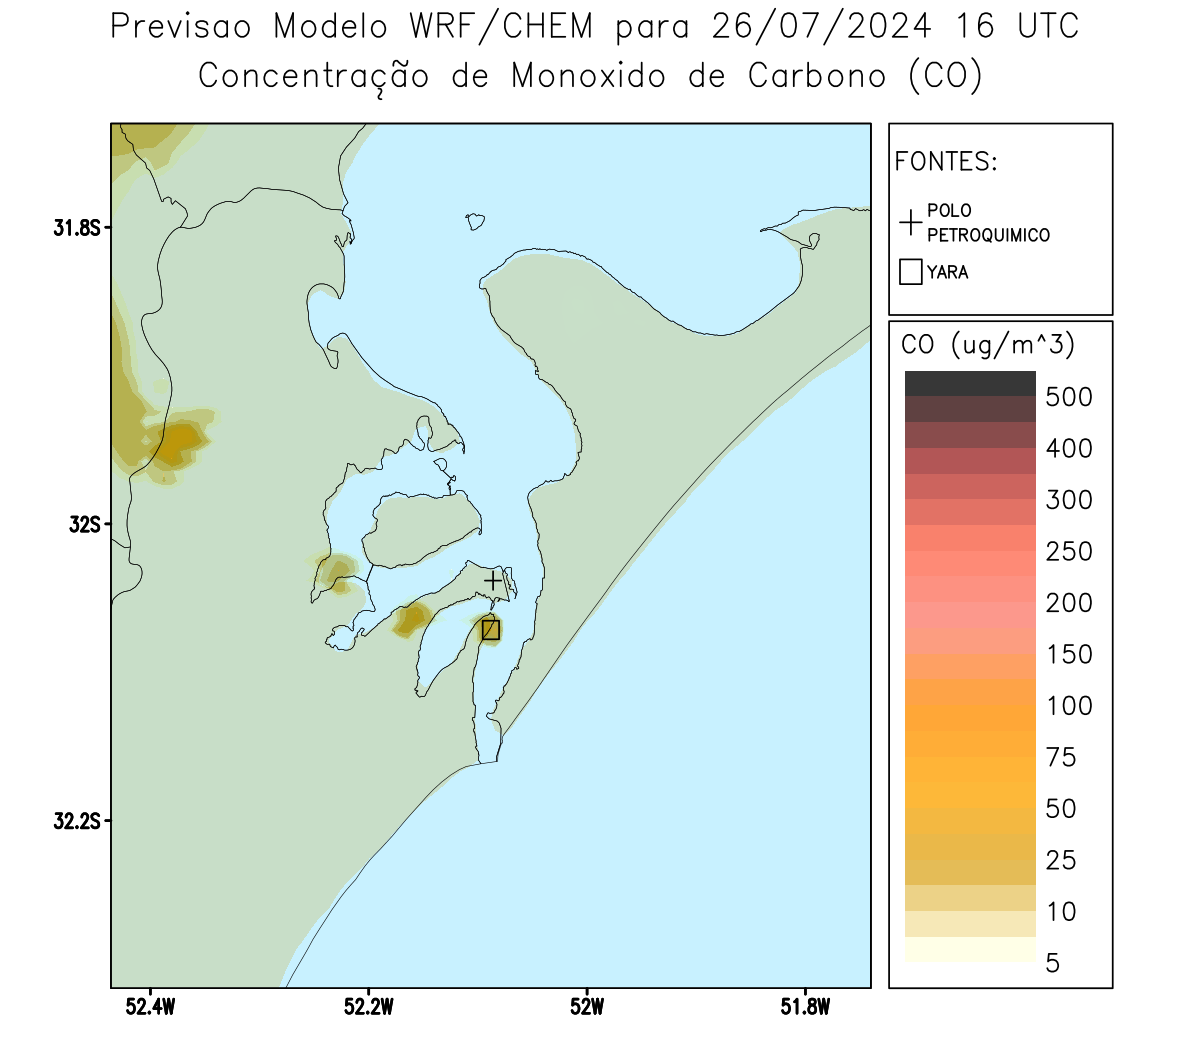 Previsao Modelo WRF/CHEM para 26/07/2024 16 UTC
Concentração de Monoxido de Carbono (CO)
FONTES:
POLO
PETROQUIMICO
YARA
CO (ug/m^3)
500
400
300
250
200
150
100
75
50
25
10
5
31.8S
32S
32.2S
52.4W
52.2W
52W
51.8W